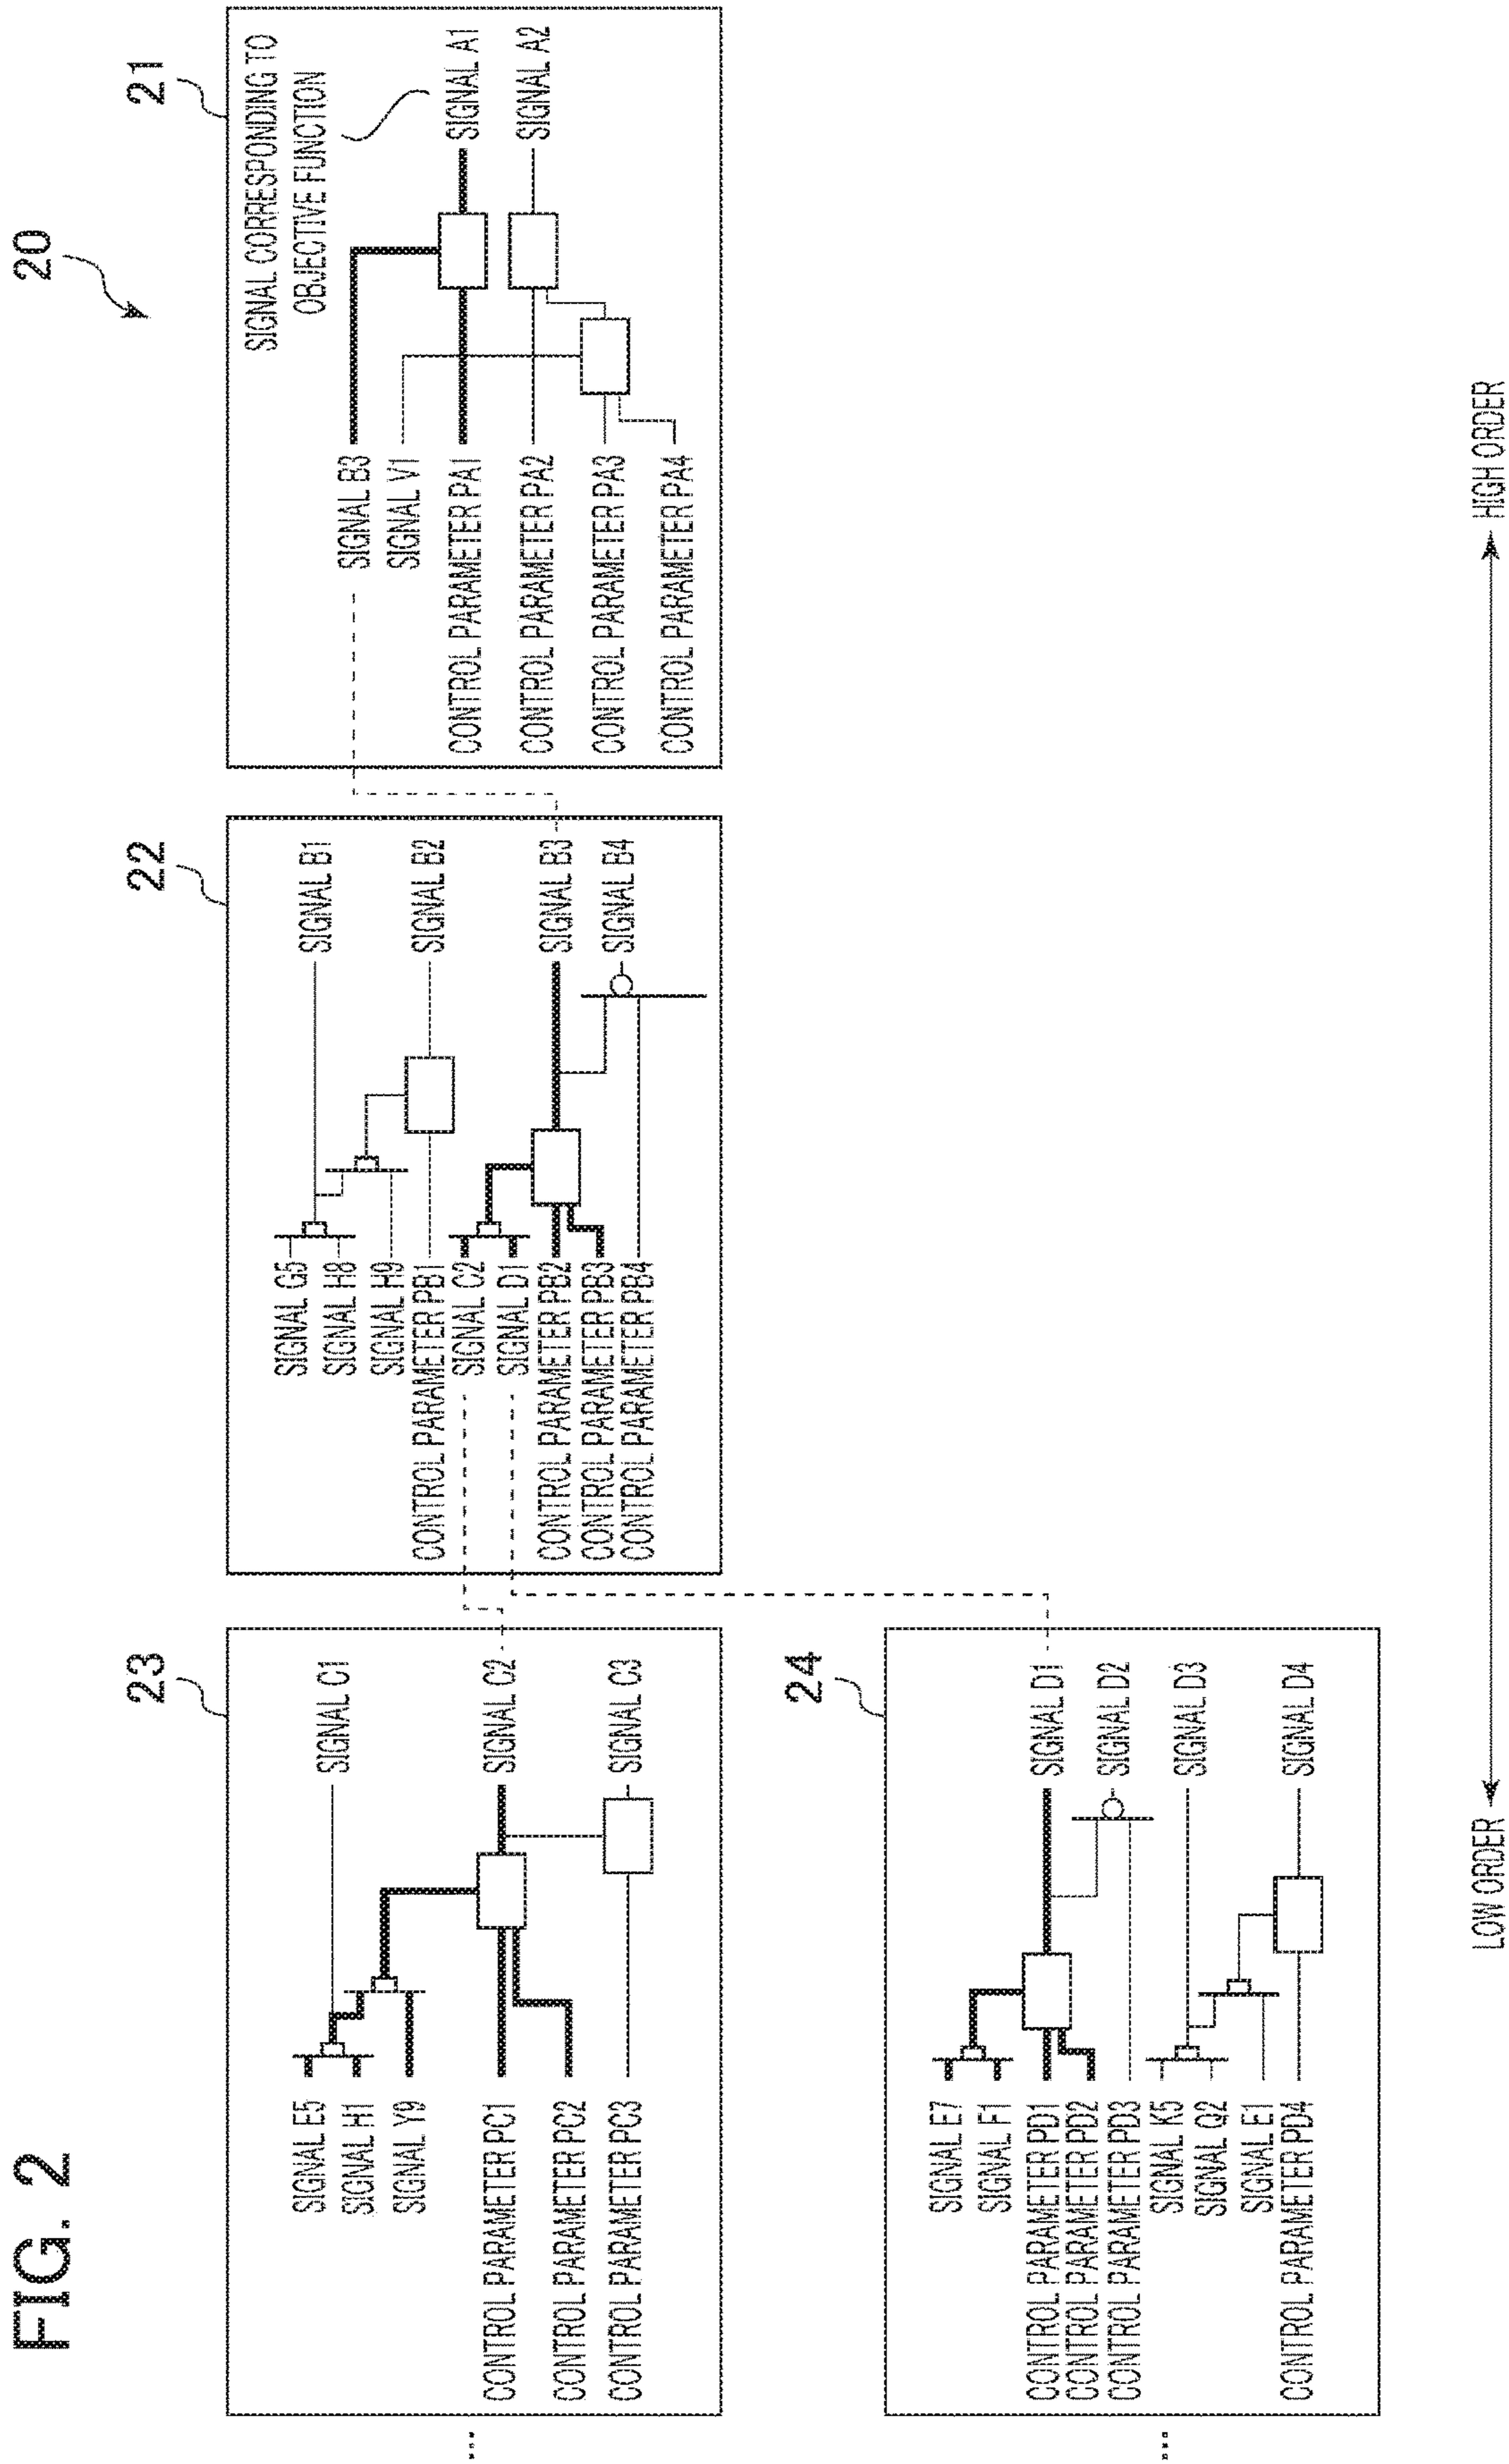 FIG. 2
20
23
SIGNAL E5
SIGNAL H1
SIGNAL Y9
CONTROL PARAMETER PC1
CONTROL PARAMETER PC2
CONTROL PARAMETER PC3
SIGNAL C1
SIGNAL C2
SIGNAL C3
...
22
SIGNAL G5
SIGNAL H8
SIGNAL H9
CONTROL PARAMETER PB1
SIGNAL C2
SIGNAL D1
CONTROL PARAMETER PB2
CONTROL PARAMETER PB3
CONTROL PARAMETER PB4
SIGNAL B1
SIGNAL B2
SIGNAL B3
SIGNAL B4
21
SIGNAL CORRESPONDING TO
OBJECTIVE FUNCTION
SIGNAL B3
SIGNAL V1
CONTROL PARAMETER PA1
CONTROL PARAMETER PA2
CONTROL PARAMETER PA3
CONTROL PARAMETER PA4
SIGNAL A1
SIGNAL A2
24
SIGNAL E7
SIGNAL F1
CONTROL PARAMETER PD1
CONTROL PARAMETER PD2
CONTROL PARAMETER PD3
SIGNAL K5
SIGNAL Q2
SIGNAL E1
CONTROL PARAMETER PD4
SIGNAL D1
SIGNAL D2
SIGNAL D3
SIGNAL D4
...
LOW ORDER
HIGH ORDER